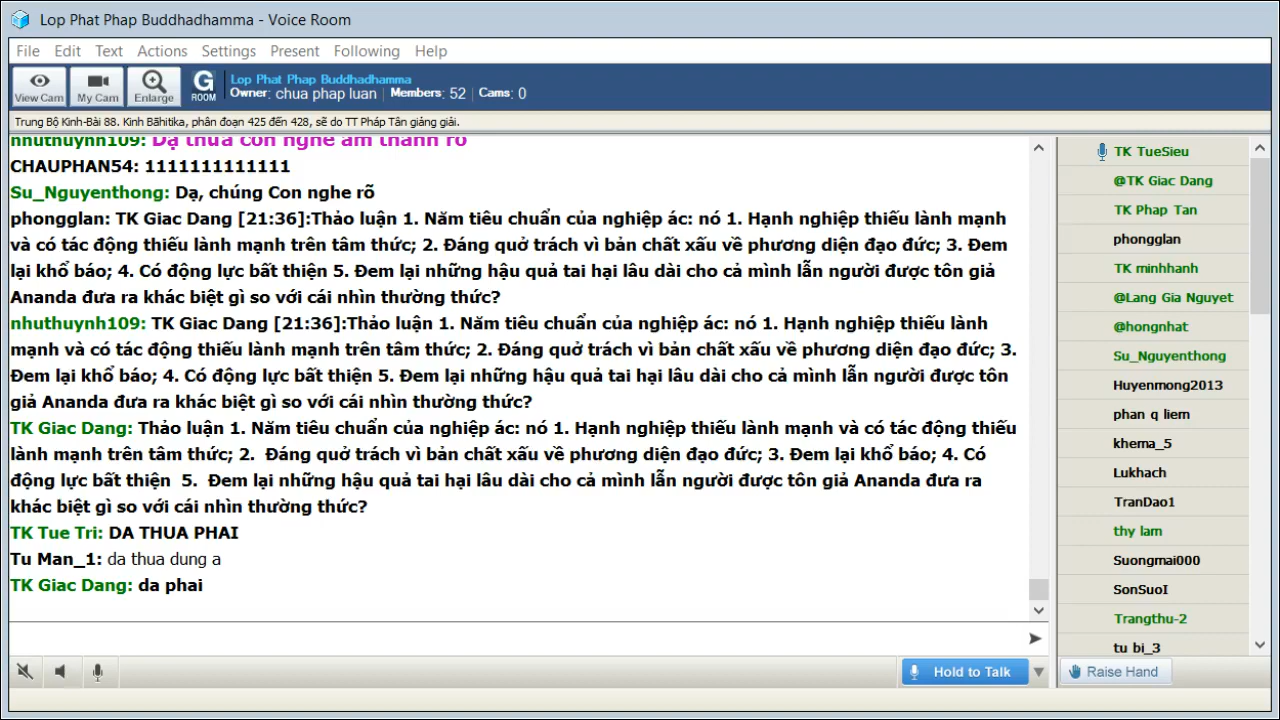 Lop Phat Phap Buddhadhamma - Voice Room
File Edit Text Actions Settings Present Following Help
View Cam My Cam Enlarge G ROOM
Lop Phat Phap Buddhadhamma
Owner: chua phap luan Members: 52 Cams: 0
Trung Bộ Kinh-Bài 88. Kinh Bāhitika, phân đoạn 425 đến 428, sẽ do TT Pháp Tân giảng giải.
nhuthuynh109: Dạ thưa con nghe âm thanh rõ
CHAUPHAN54: 1111111111111
Su_Nguyenthong: Dạ, chúng Con nghe rõ
phongglan: TK Giac Dang [21:36]:Thảo luận 1. Năm tiêu chuẩn của nghiệp ác: nó 1. Hạnh nghiệp thiếu lành mạnh
và có tác động thiếu lành mạnh trên tâm thức; 2. Đáng quở trách vì bản chất xấu về phương diện đạo đức; 3. Đem
lại khổ báo; 4. Có động lực bất thiện 5. Đem lại những hậu quả tai hại lâu dài cho cả mình lẫn người được tôn giả
Ananda đưa ra khác biệt gì so với cái nhìn thường thức?
nhuthuynh109: TK Giac Dang [21:36]:Thảo luận 1. Năm tiêu chuẩn của nghiệp ác: nó 1. Hạnh nghiệp thiếu lành
mạnh và có tác động thiếu lành mạnh trên tâm thức; 2. Đáng quở trách vì bản chất xấu về phương diện đạo đức; 3.
Đem lại khổ báo; 4. Có động lực bất thiện 5. Đem lại những hậu quả tai hại lâu dài cho cả mình lẫn người được tôn
giả Ananda đưa ra khác biệt gì so với cái nhìn thường thức?
TK Giac Dang: Thảo luận 1. Năm tiêu chuẩn của nghiệp ác: nó 1. Hạnh nghiệp thiếu lành mạnh và có tác động thiếu
lành mạnh trên tâm thức; 2. Đáng quở trách vì bản chất xấu về phương diện đạo đức; 3. Đem lại khổ báo; 4. Có
động lực bất thiện 5. Đem lại những hậu quả tai hại lâu dài cho cả mình lẫn người được tôn giả Ananda đưa ra
khác biệt gì so với cái nhìn thường thức?
TK Tue Tri: DA THUA PHAI
Tu Man_1: da thua dung a
TK Giac Dang: da phai
TK TueSieu
@TK Giac Dang
TK Phap Tan
phongglan
TK minhhanh
@Lang Gia Nguyet
@hongnhat
Su_Nguyenthong
Huyenmong2013
phan q liem
khema_5
Lukhach
TranDao1
thy lam
Suongmai000
SonSuoI
Trangthu-2
tu bi_3
Hold to Talk
Raise Hand